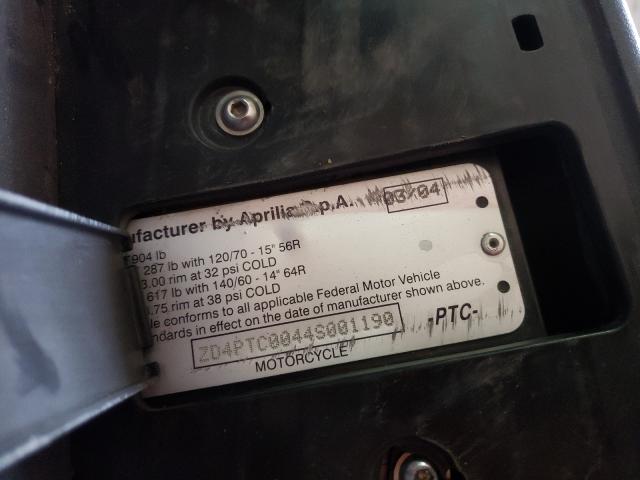 ufacturer by Aprilia S.p.A. 03/04
904 lb
287 lb with 120/70 - 15" 56R
3.00 rim at 32 psi COLD
617 lb with 140/60 - 14" 64R
.75 rim at 38 psi COLD
le conforms to all applicable Federal Motor Vehicle
ndards in effect on the date of manufacturer shown above.
ZD4PTC0044S001190 -PTC-
MOTORCYCLE